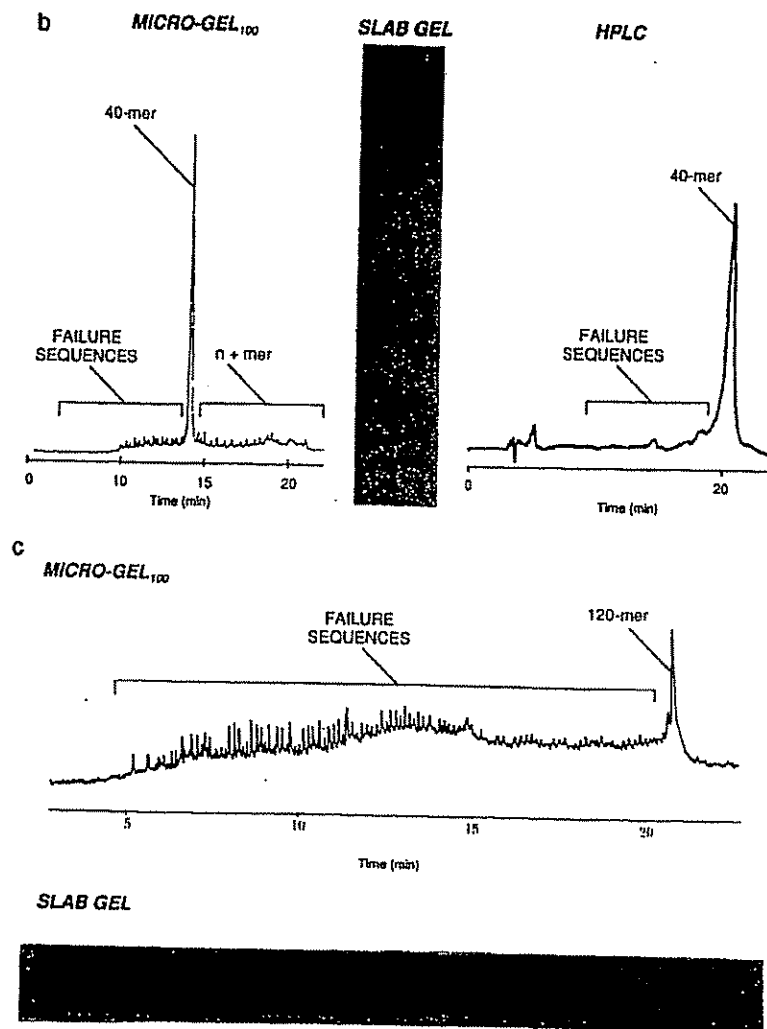 b
MICRO-GEL100
SLAB GEL
HPLC
40-mer
40-mer
FAILURE
SEQUENCES
n + mer
FAILURE
SEQUENCES
0
10
15
20
Time (min)
0
20
Time (min)
c
MICRO-GEL100
FAILURE
SEQUENCES
120-mer
5
10
15
20
Time (min)
SLAB GEL